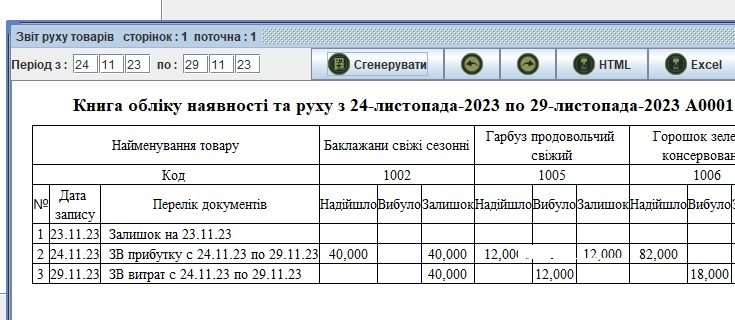 Звіт руху товарів сторінок : 1 поточна : 1
Період з : 24 11 23 по : 29 11 23 Сгенерувати HTML Excel
Книга обліку наявності та руху з 24-листопада-2023 по 29-листопада-2023 А0001
Найменування товару Баклажани свіжі сезонні Гарбуз продовольчий свіжий Горошок зеле консервован
Код 1002 1005 1006
№ Дата запису Перелік документів Надійшло Вибуло Залишок Надійшло Вибуло Залишок Надійшло Вибуло
1 23.11.23 Залишок на 23.11.23
2 24.11.23 ЗВ прибутку с 24.11.23 по 29.11.23 40,000 40,000 12,000 12,000 82,000
3 29.11.23 ЗВ витрат с 24.11.23 по 29.11.23 40,000 12,000 18,000